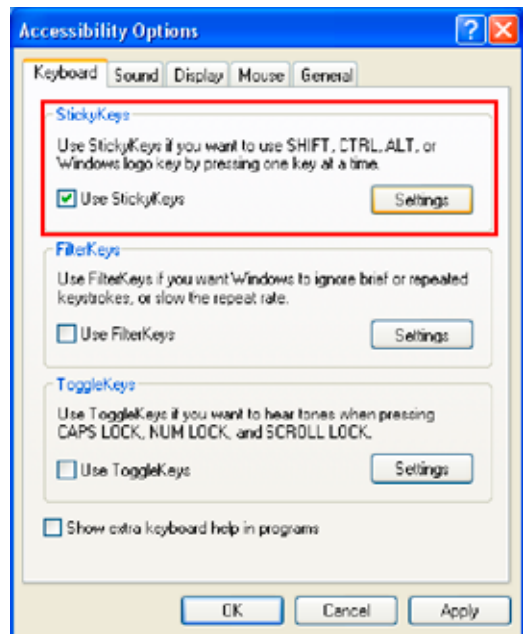 Accessibility Options
Keyboard Sound Display Mouse General
StickyKeys
Use StickyKeys if you want to use SHIFT, CTRL, ALT, or
Windows logo key by pressing one key at a time.
Use StickyKeys
Settings
FilterKeys
Use FilterKeys if you want Windows to ignore brief or repeated
keystrokes, or slow the repeat rate.
Use FilterKeys
Settings
ToggleKeys
Use ToggleKeys if you want to hear tones when pressing
CAPS LOCK, NUM LOCK, and SCROLL LOCK.
Use ToggleKeys
Settings
Show extra keyboard help in programs
OK Cancel Apply